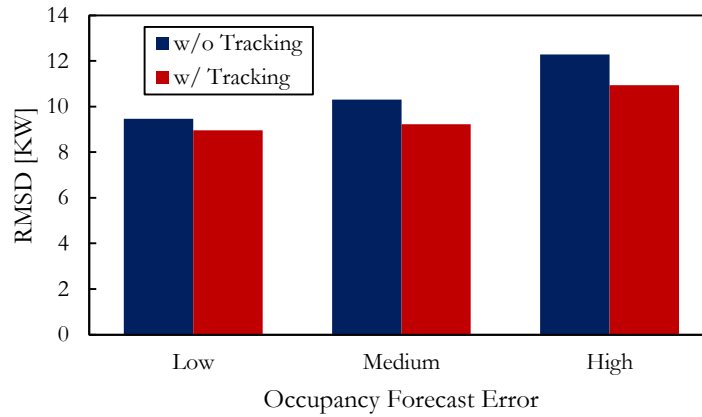 14
12
10
8
6
4
2
0
RMSD [KW]
w/o Tracking
w/ Tracking
Low Medium High
Occupancy Forecast Error